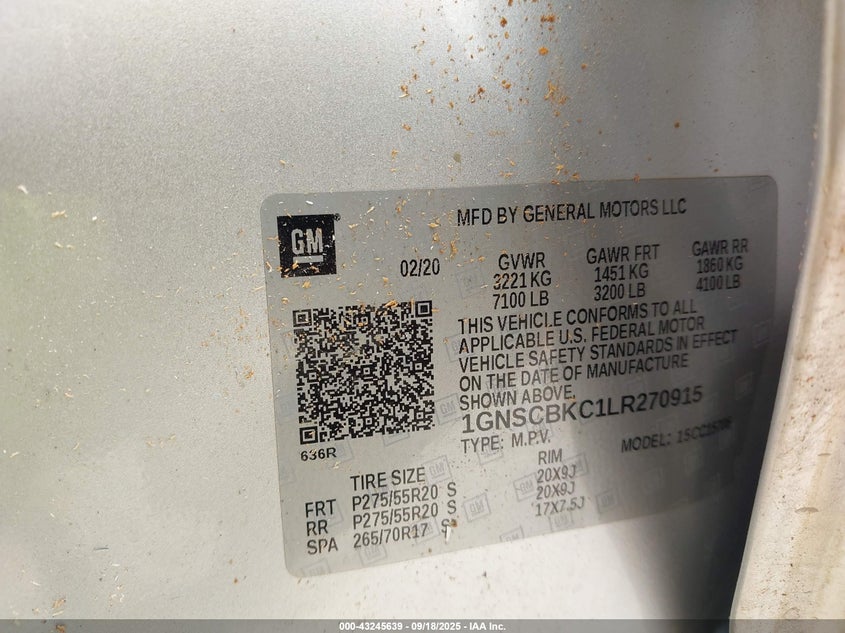 MFD BY GENERAL MOTORS LLC
GM
02/20
GVWR GAWR FRT GAWR RR
3221 KG 1451 KG 1860 KG
7100 LB 3200 LB 4100 LB
THIS VEHICLE CONFORMS TO ALL
APPLICABLE U.S. FEDERAL MOTOR
VEHICLE SAFETY STANDARDS IN EFFECT
ON THE DATE OF MANUFACTURE
SHOWN ABOVE.
1GNSCBKC1LR270915
TYPE: M.P.V. MODEL:
636R
TIRE SIZE RIM
FRT P275/55R20 S 20X9J
RR P275/55R20 S 20X9J
SPA 265/70R17 S 17X7.5J
000-43245639 - 09/18/2025 - IAA Inc.